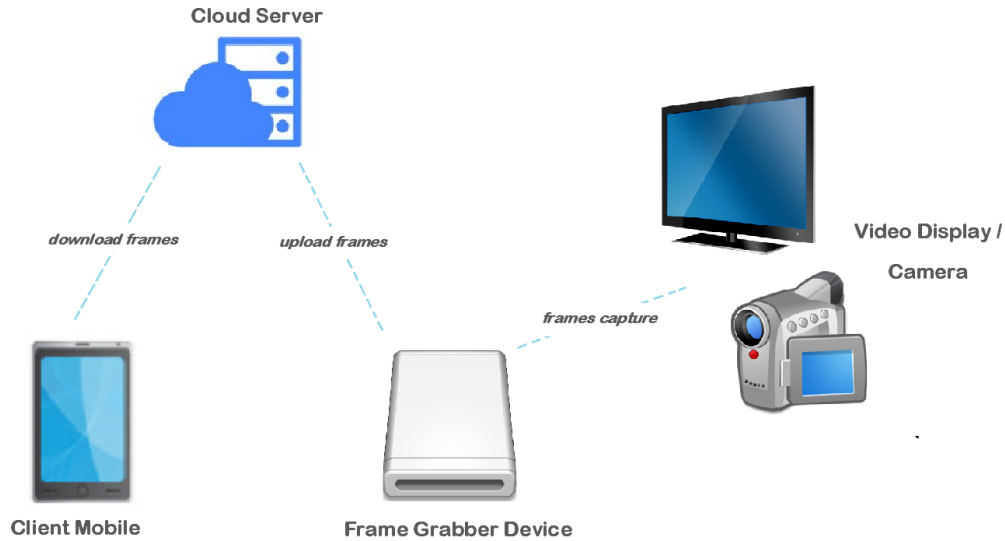 Cloud Server
download frames
upload frames
Video Display /
Camera
frames capture
Client Mobile
Frame Grabber Device